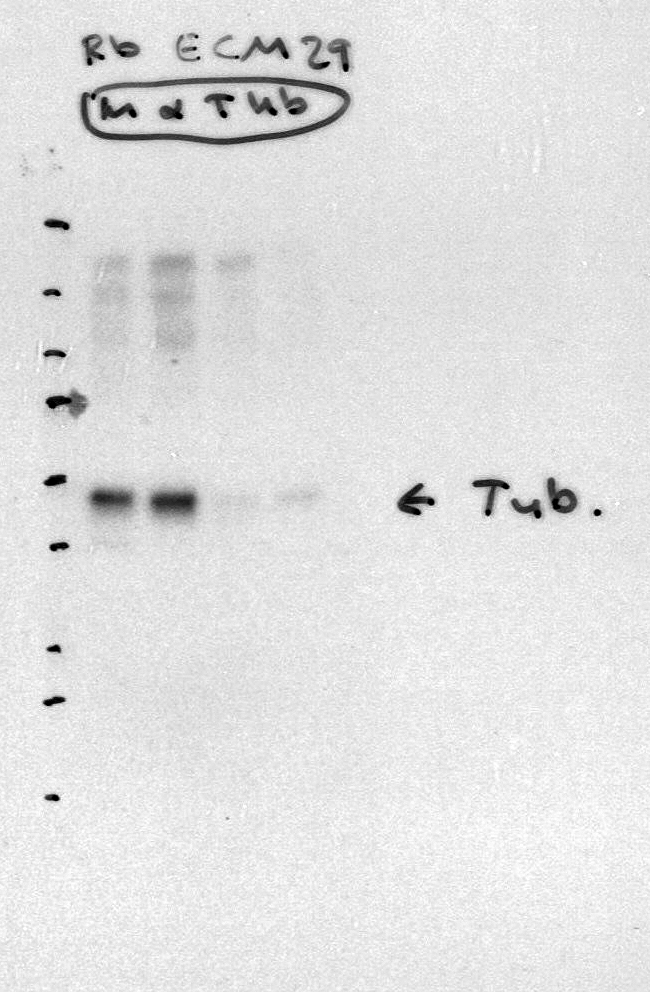 Rb ECM29
m α Tub
← Tub.